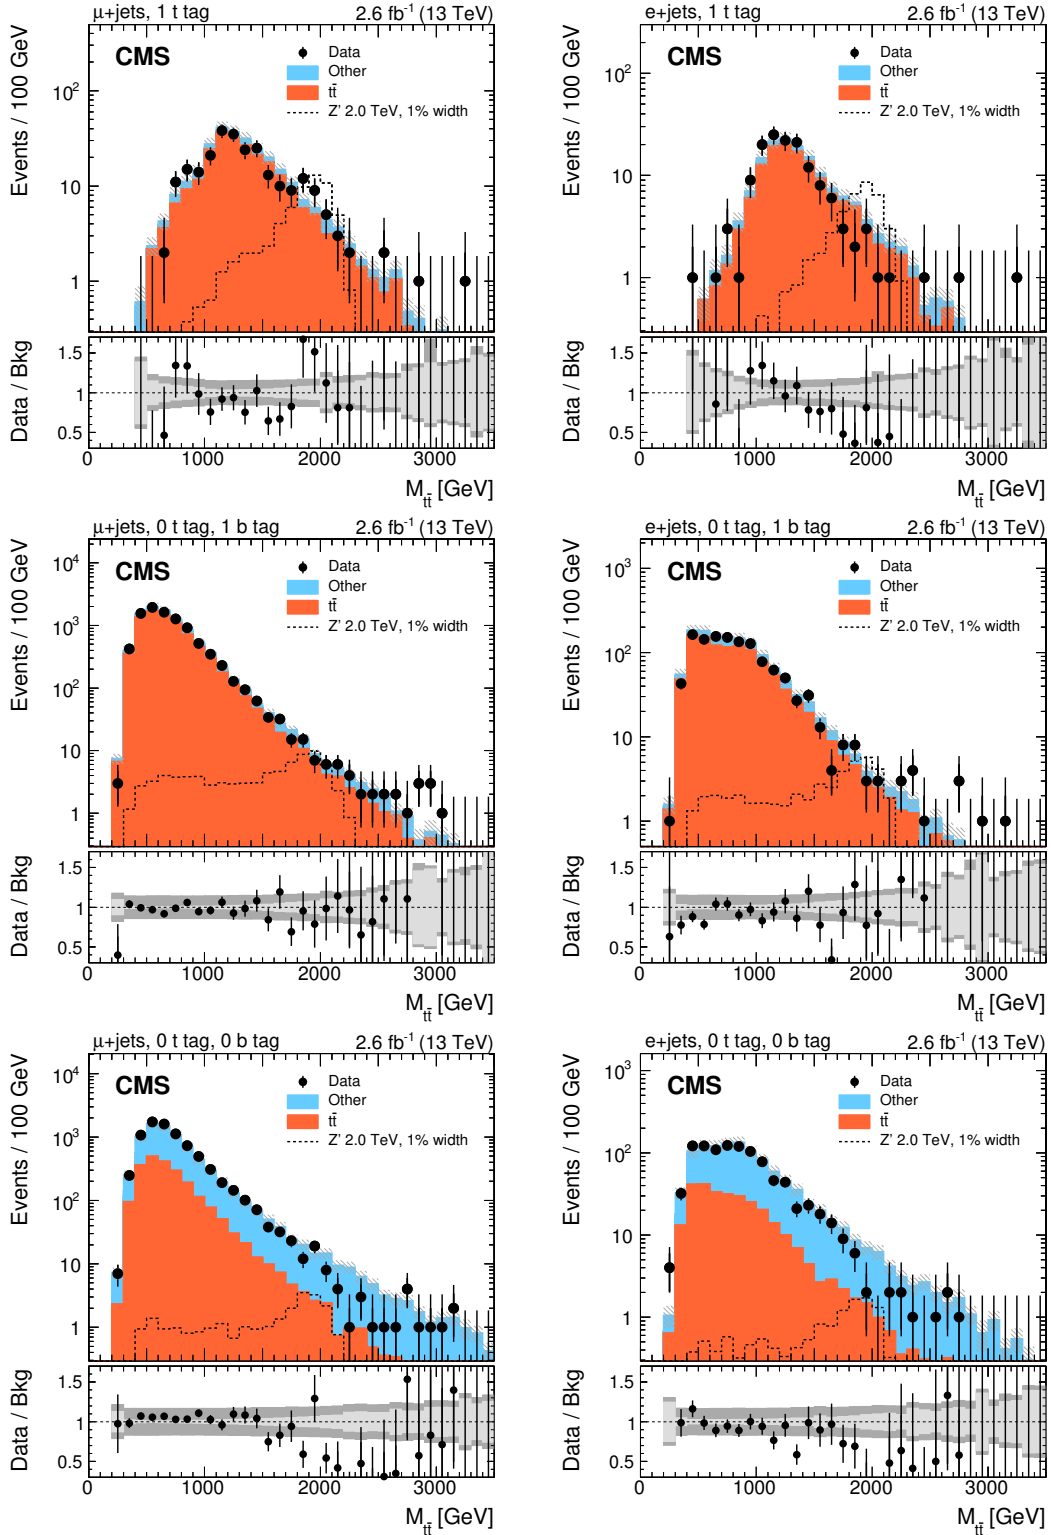 μ+jets, 1 t tag 2.6 fb⁻¹ (13 TeV)
CMS
Data
Other
tt̄
Z' 2.0 TeV, 1% width
Events / 100 GeV
10²
10
1
Data / Bkg
1.5
1
0.5
0 1000 2000 3000
M_tt̄ [GeV]
e+jets, 1 t tag 2.6 fb⁻¹ (13 TeV)
CMS
Data
Other
tt̄
Z' 2.0 TeV, 1% width
Events / 100 GeV
10²
10
1
Data / Bkg
1.5
1
0.5
0 1000 2000 3000
M_tt̄ [GeV]
μ+jets, 0 t tag, 1 b tag 2.6 fb⁻¹ (13 TeV)
CMS
Data
Other
tt̄
Z' 2.0 TeV, 1% width
Events / 100 GeV
10⁴
10³
10²
10
1
Data / Bkg
1.5
1
0.5
0 1000 2000 3000
M_tt̄ [GeV]
e+jets, 0 t tag, 1 b tag 2.6 fb⁻¹ (13 TeV)
CMS
Data
Other
tt̄
Z' 2.0 TeV, 1% width
Events / 100 GeV
10³
10²
10
1
Data / Bkg
1.5
1
0.5
0 1000 2000 3000
M_tt̄ [GeV]
μ+jets, 0 t tag, 0 b tag 2.6 fb⁻¹ (13 TeV)
CMS
Data
Other
tt̄
Z' 2.0 TeV, 1% width
Events / 100 GeV
10⁴
10³
10²
10
1
Data / Bkg
1.5
1
0.5
0 1000 2000 3000
M_tt̄ [GeV]
e+jets, 0 t tag, 0 b tag 2.6 fb⁻¹ (13 TeV)
CMS
Data
Other
tt̄
Z' 2.0 TeV, 1% width
Events / 100 GeV
10³
10²
10
1
Data / Bkg
1.5
1
0.5
0 1000 2000 3000
M_tt̄ [GeV]